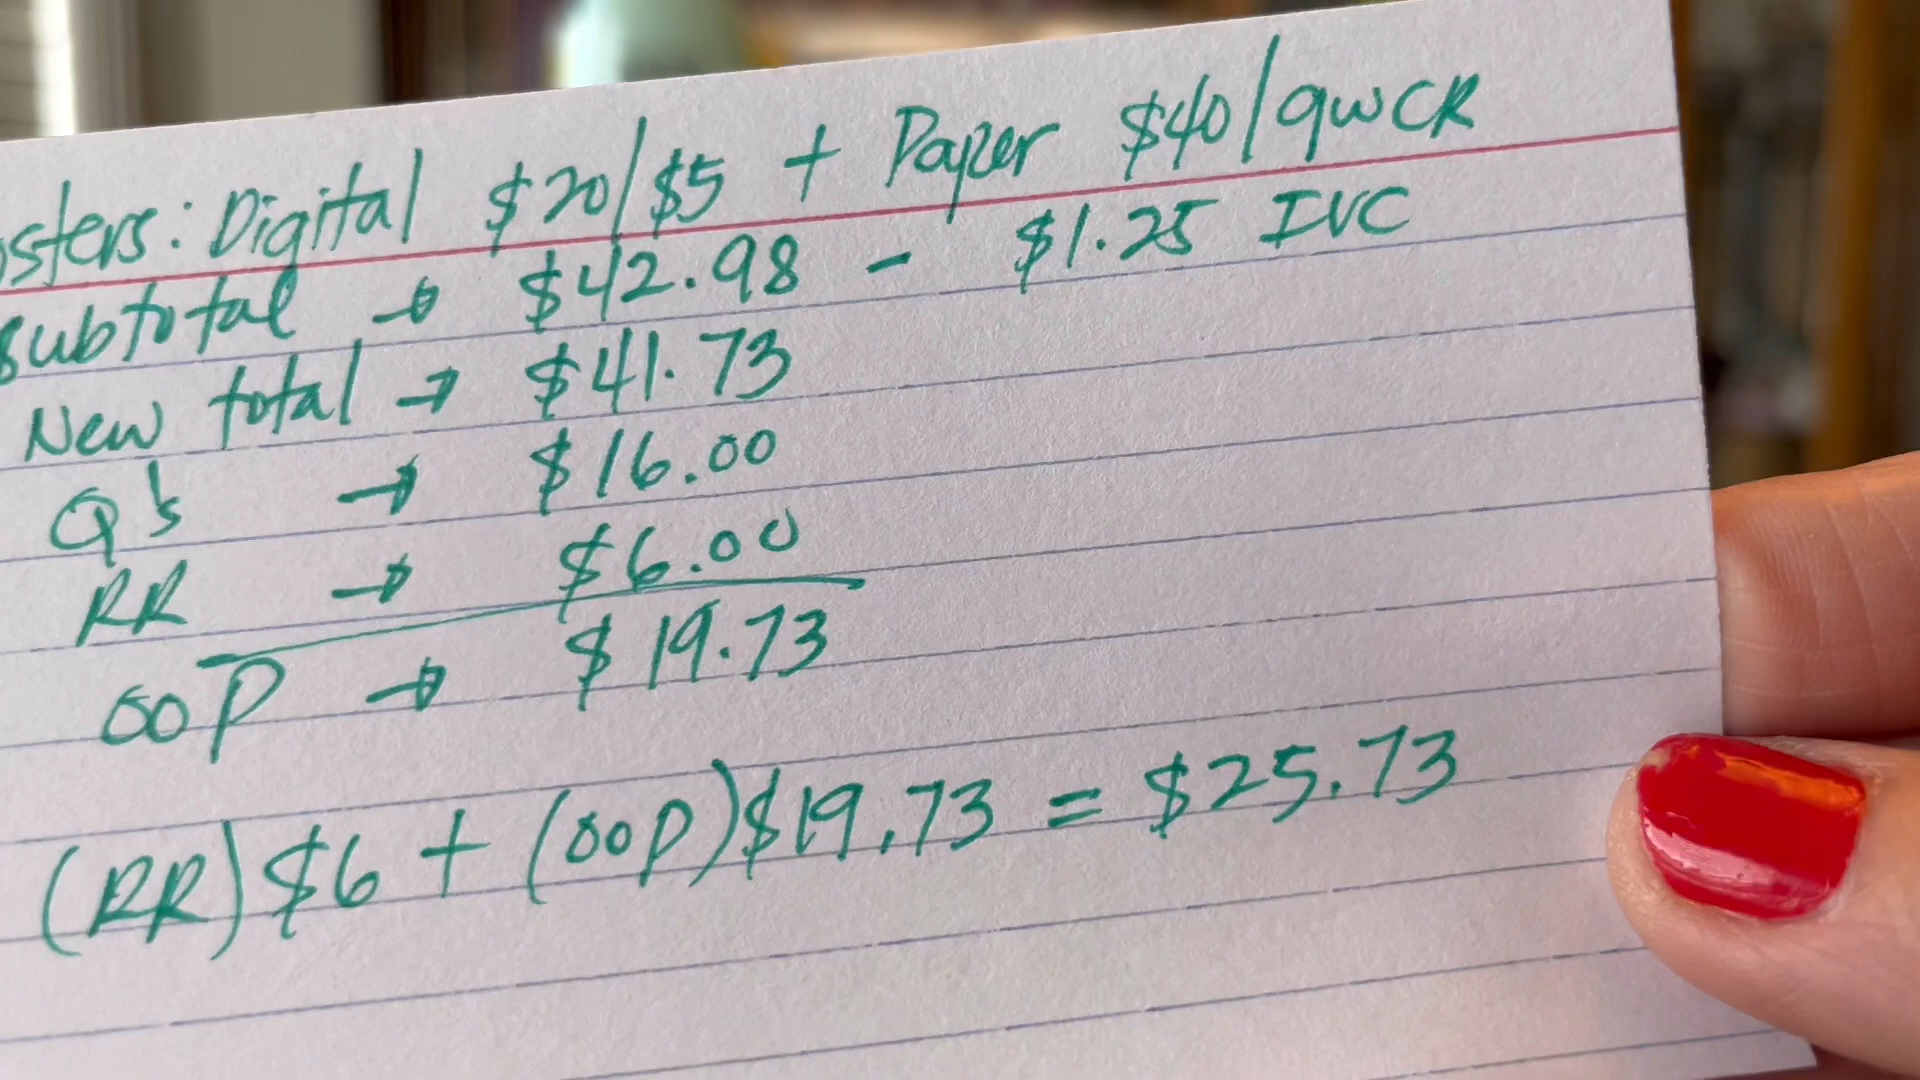 osters: Digital $20/$5 + Paper $40/9wCR
Subtotal → $42.98 - $1.25 IVC
New total → $41.73
Q's → $16.00
RR → $6.00
OOP → $19.73
(RR) $6 + (OOP) $19.73 = $25.73